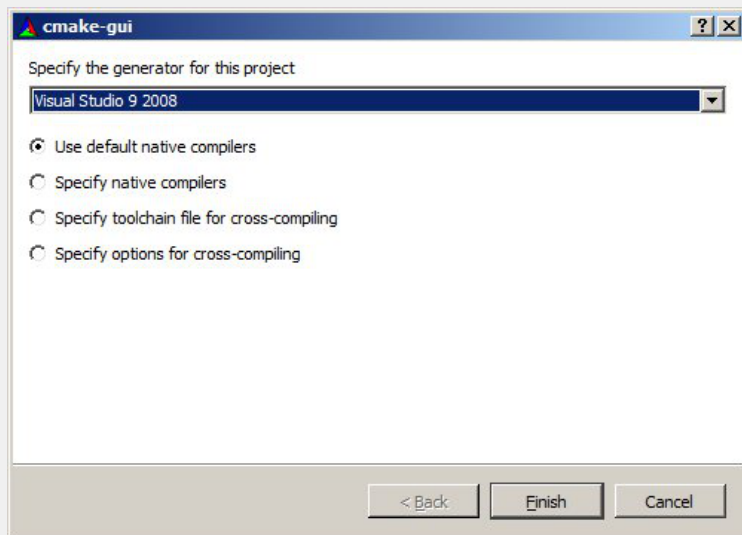 cmake-gui
Specify the generator for this project
Visual Studio 9 2008
Use default native compilers
Specify native compilers
Specify toolchain file for cross-compiling
Specify options for cross-compiling
< Back Finish Cancel